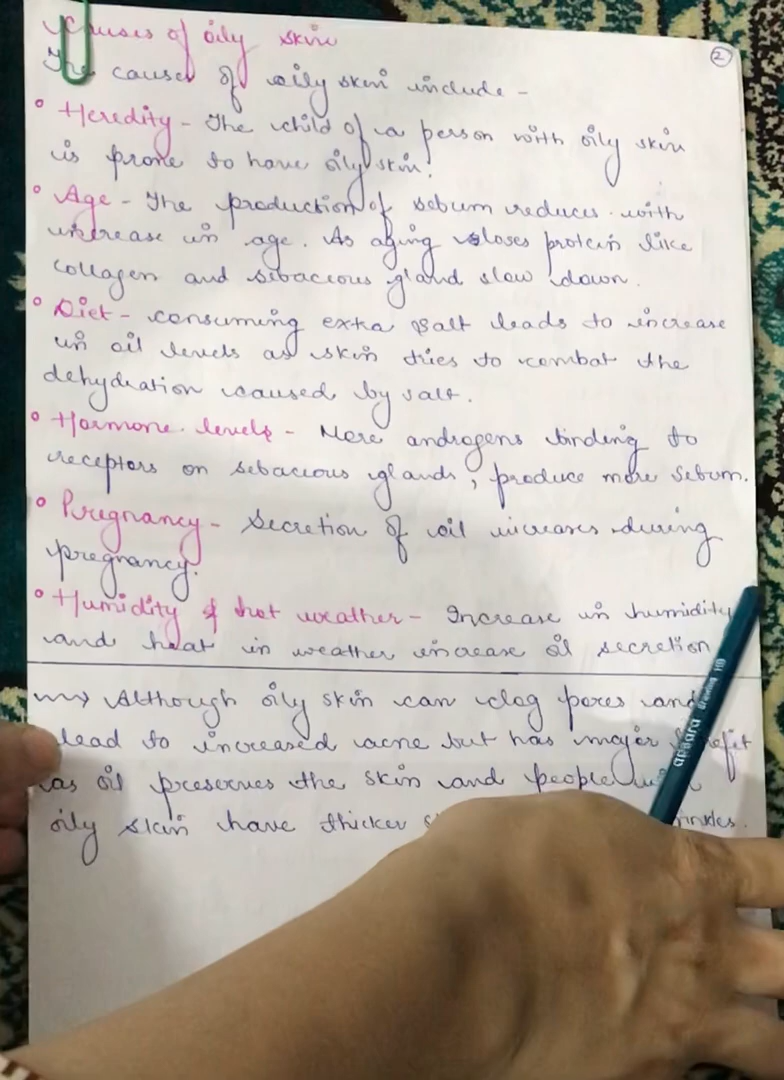 Causes of oily skin
2
The causes of oily skin include -
• Heredity - The child of a person with oily skin
is prone to have oily skin.
• Age - The production of sebum reduces with
increase in age. As aging loses protein like
collagen and sebacious gland slow down.
• Diet - consuming extra salt leads to increase
in oil levels as skin tries to combat the
dehydration caused by salt.
• Hormone levels - More androgens binding to
receptors on sebacious glands, produce more sebum.
• Pregnancy - Secretion of oil increases during
pregnancy.
• Humidity & hot weather - Increase in humidity
and heat in weather increase oil secretion
Although oily skin can clog pores and
lead to increased acne but has major
as oil preserves the skin and people
oily skin have thicker
apsara